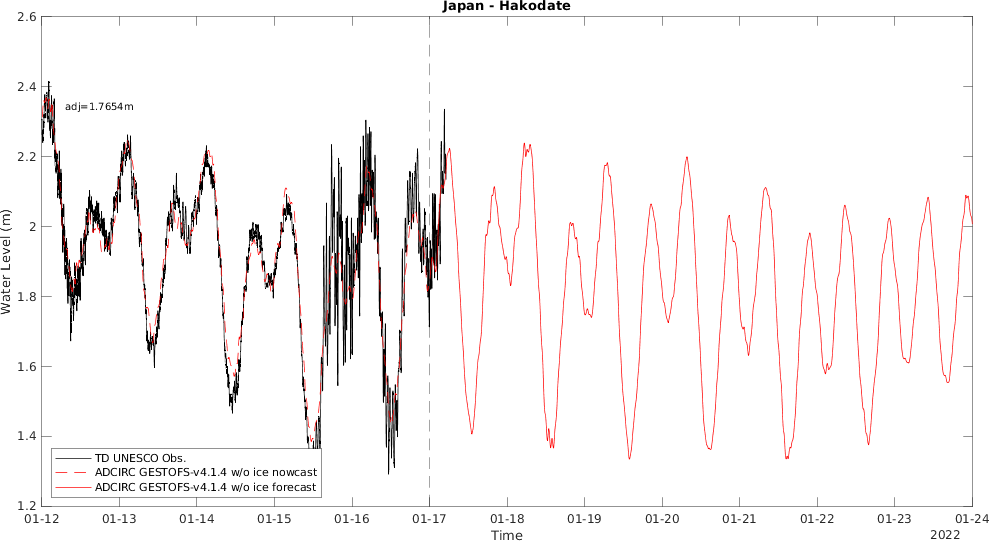 Japan - Hakodate
2.6
2.4
2.2
2
1.8
1.6
1.4
1.2
Water Level (m)
adj=1.7654m
TD UNESCO Obs.
ADCIRC GESTOFS-v4.1.4 w/o ice nowcast
ADCIRC GESTOFS-v4.1.4 w/o ice forecast
01-12 01-13 01-14 01-15 01-16 01-17 01-18 01-19 01-20 01-21 01-22 01-23 01-24
Time
2022